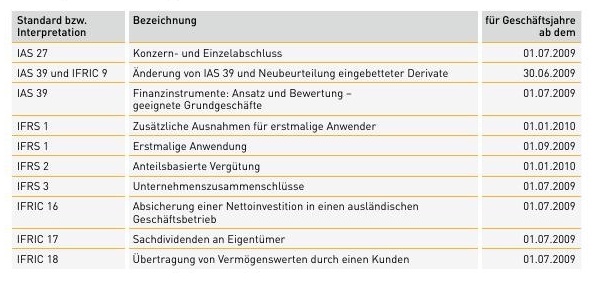 Standard bzw. Interpretation Bezeichnung für Geschäftsjahre ab dem
IAS 27 Konzern- und Einzelabschluss 01.07.2009
IAS 39 und IFRIC 9 Änderung von IAS 39 und Neubeurteilung eingebetteter Derivate 30.06.2009
IAS 39 Finanzinstrumente: Ansatz und Bewertung – 01.07.2009
geeignete Grundgeschäfte
IFRS 1 Zusätzliche Ausnahmen für erstmalige Anwender 01.01.2010
IFRS 1 Erstmalige Anwendung 01.09.2009
IFRS 2 Anteilsbasierte Vergütung 01.01.2010
IFRS 3 Unternehmenszusammenschlüsse 01.07.2009
IFRIC 16 Absicherung einer Nettoinvestition in einen ausländischen 01.07.2009
Geschäftsbetrieb
IFRIC 17 Sachdividenden an Eigentümer 01.07.2009
IFRIC 18 Übertragung von Vermögenswerten durch einen Kunden 01.07.2009